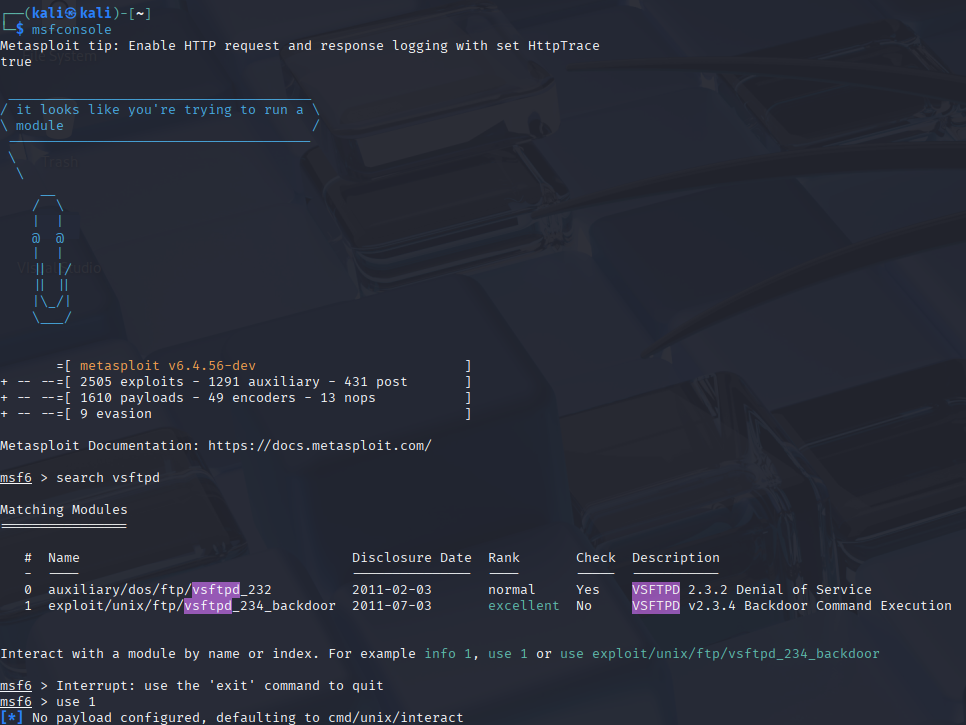 ┌──(kali㉿kali)-[~]
└─$ msfconsole
Metasploit tip: Enable HTTP request and response logging with set HttpTrace
true
 ______________________________________
/ it looks like you're trying to run a \
\ module                               /
 --------------------------------------
 \
  \
     __
    /  \
    |  |
    @  @
    |  |
    || |/
    || ||
    |\_/|
    \___/
       =[ metasploit v6.4.56-dev                          ]
+ -- --=[ 2505 exploits - 1291 auxiliary - 431 post       ]
+ -- --=[ 1610 payloads - 49 encoders - 13 nops           ]
+ -- --=[ 9 evasion                                       ]
Metasploit Documentation: https://docs.metasploit.com/
msf6 > search vsftpd
Matching Modules
================
   #  Name                                  Disclosure Date  Rank       Check  Description
   -  ----                                  ---------------  ----       -----  -----------
   0  auxiliary/dos/ftp/vsftpd_232          2011-02-03       normal     Yes    VSFTPD 2.3.2 Denial of Service
   1  exploit/unix/ftp/vsftpd_234_backdoor  2011-07-03       excellent  No     VSFTPD v2.3.4 Backdoor Command Execution
Interact with a module by name or index. For example info 1, use 1 or use exploit/unix/ftp/vsftpd_234_backdoor
msf6 > Interrupt: use the 'exit' command to quit
msf6 > use 1
[*] No payload configured, defaulting to cmd/unix/interact